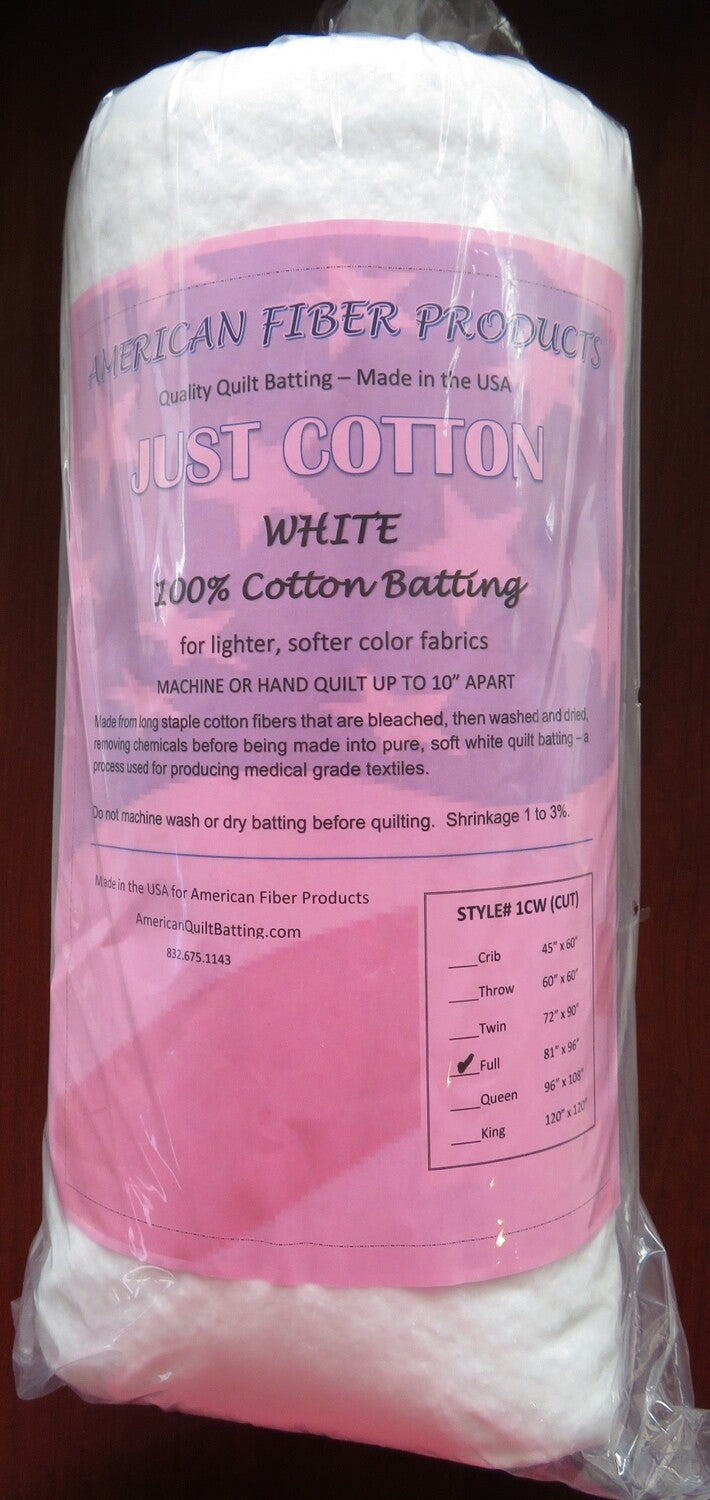 AMERICAN FIBER PRODUCTS
Quality Quilt Batting – Made in the USA
JUST COTTON
WHITE
100% Cotton Batting
for lighter, softer color fabrics
MACHINE OR HAND QUILT UP TO 10” APART
Made from long staple cotton fibers that are bleached, then washed and dried,
removing chemicals before being made into pure, soft white quilt batting – a
process used for producing medical grade textiles.
Do not machine wash or dry batting before quilting. Shrinkage 1 to 3%.
Made in the USA for American Fiber Products
AmericanQuiltBatting.com
832.675.1143
STYLE# 1CW (CUT)
___Crib 45” x 60”
___Throw 60” x 60”
___Twin 72” x 90”
✔Full 81” x 96”
___Queen 96” x 108”
___King 120” x 120”